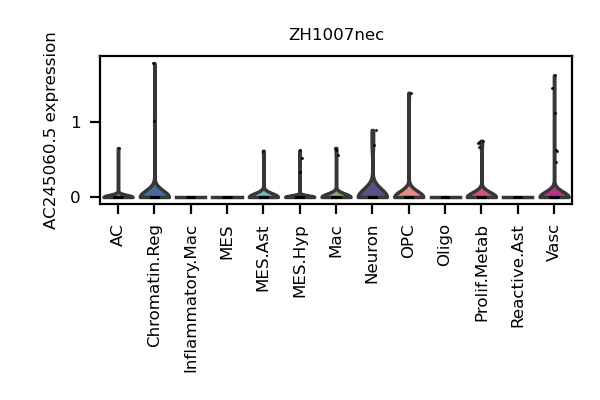 ZH1007nec
AC245060.5 expression
1
0
AC
Chromatin.Reg
Inflammatory.Mac
MES
MES.Ast
MES.Hyp
Mac
Neuron
OPC
Oligo
Prolif.Metab
Reactive.Ast
Vasc